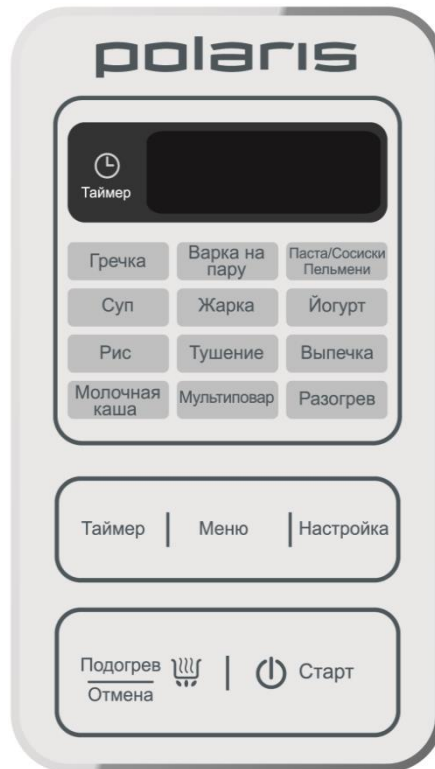 polaris
Таймер
Гречка
Варка на
пару
Паста/Сосиски
Пельмени
Суп
Жарка
Йогурт
Рис
Тушение
Выпечка
Молочная
каша
Мультиповар
Разогрев
Таймер
Меню
Настройка
Подогрев
Отмена
Старт